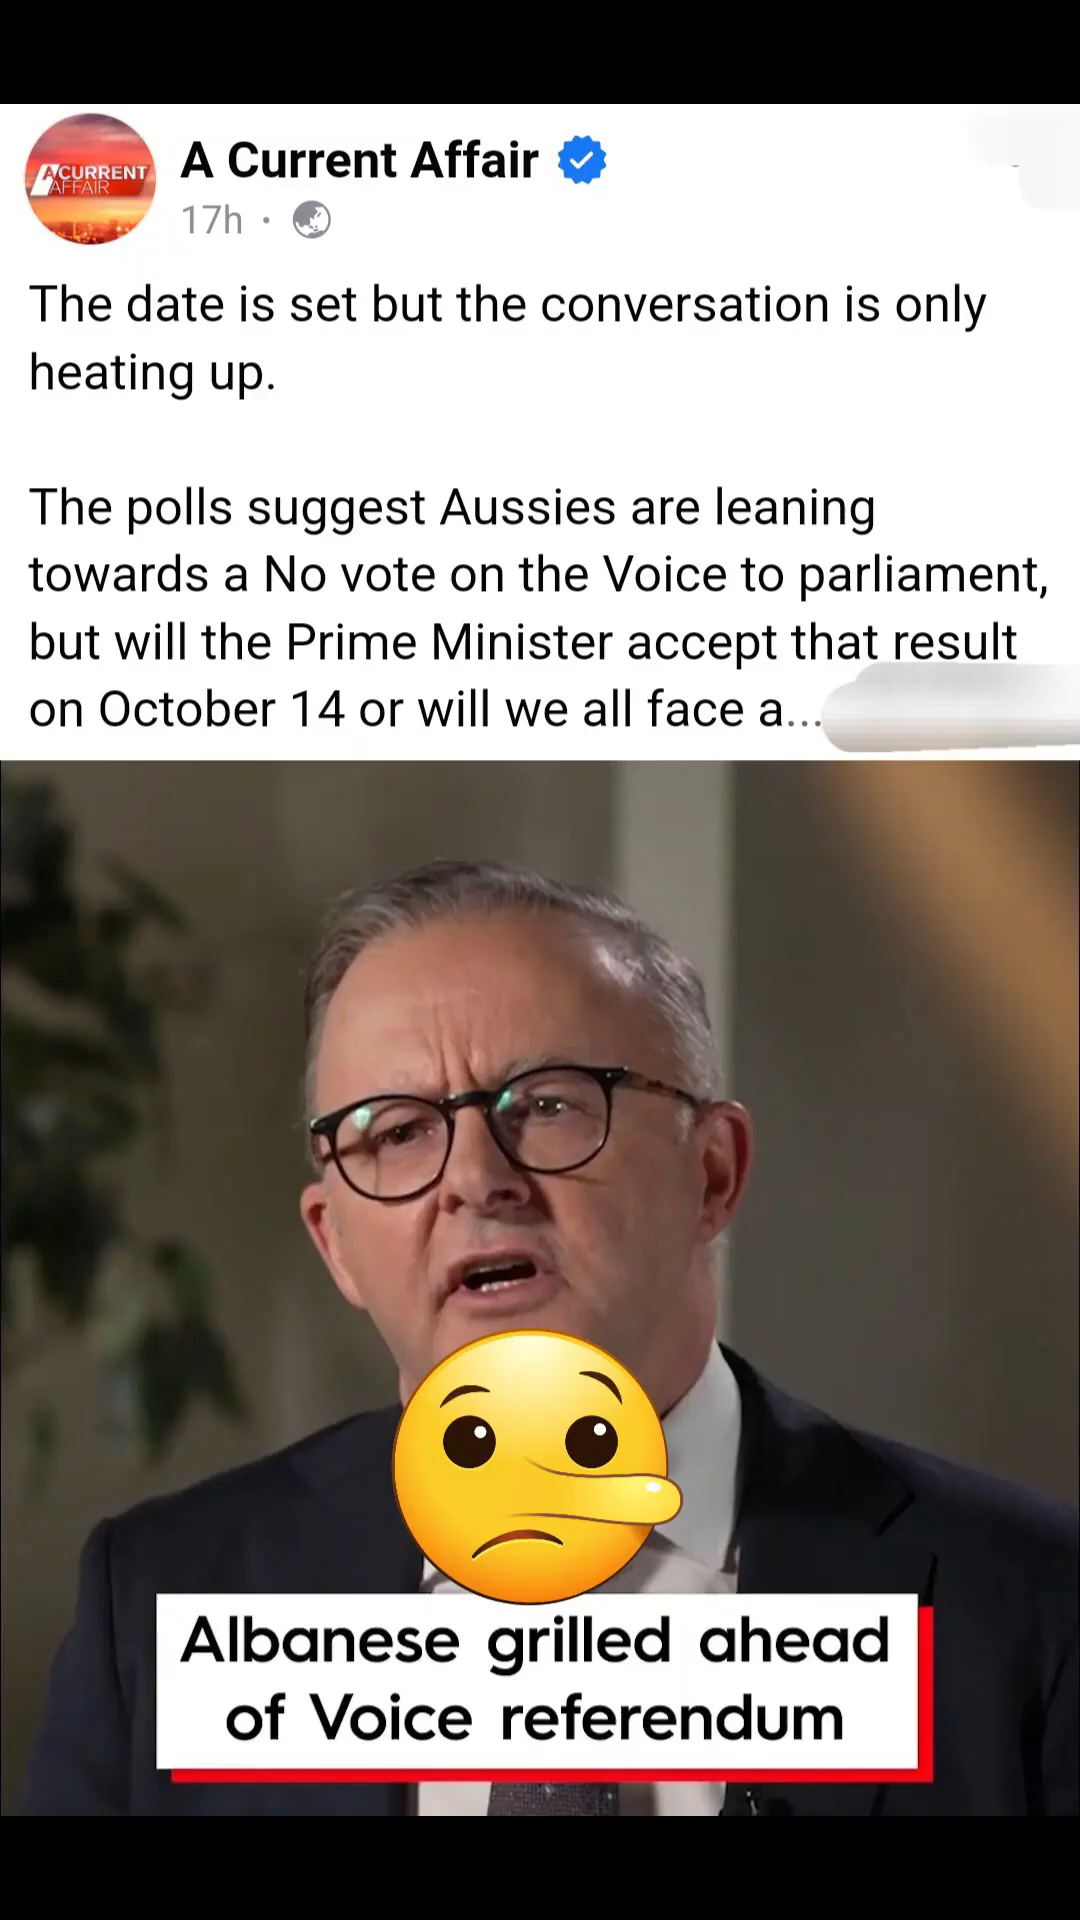 A CURRENT
AFFAIR
A Current Affair
17h ·
The date is set but the conversation is only
heating up.
The polls suggest Aussies are leaning
towards a No vote on the Voice to parliament,
but will the Prime Minister accept that result
on October 14 or will we all face a...
Albanese grilled ahead
of Voice referendum